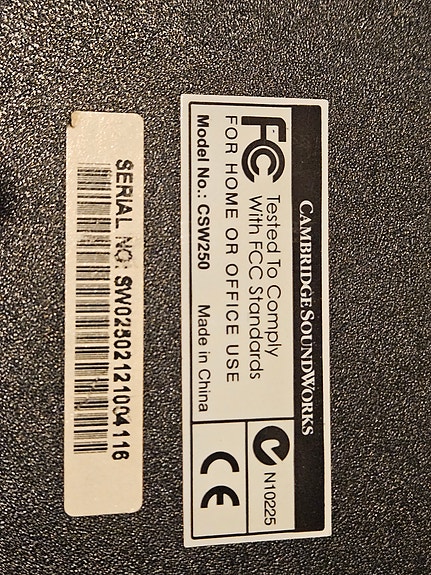 CAMBRIDGE SOUNDWORKS
FC Tested To Comply
With FCC Standards
FOR HOME OR OFFICE USE
Model No.: CSW250 Made in China
N10225
CE
SERIAL NO: SW02502121004116